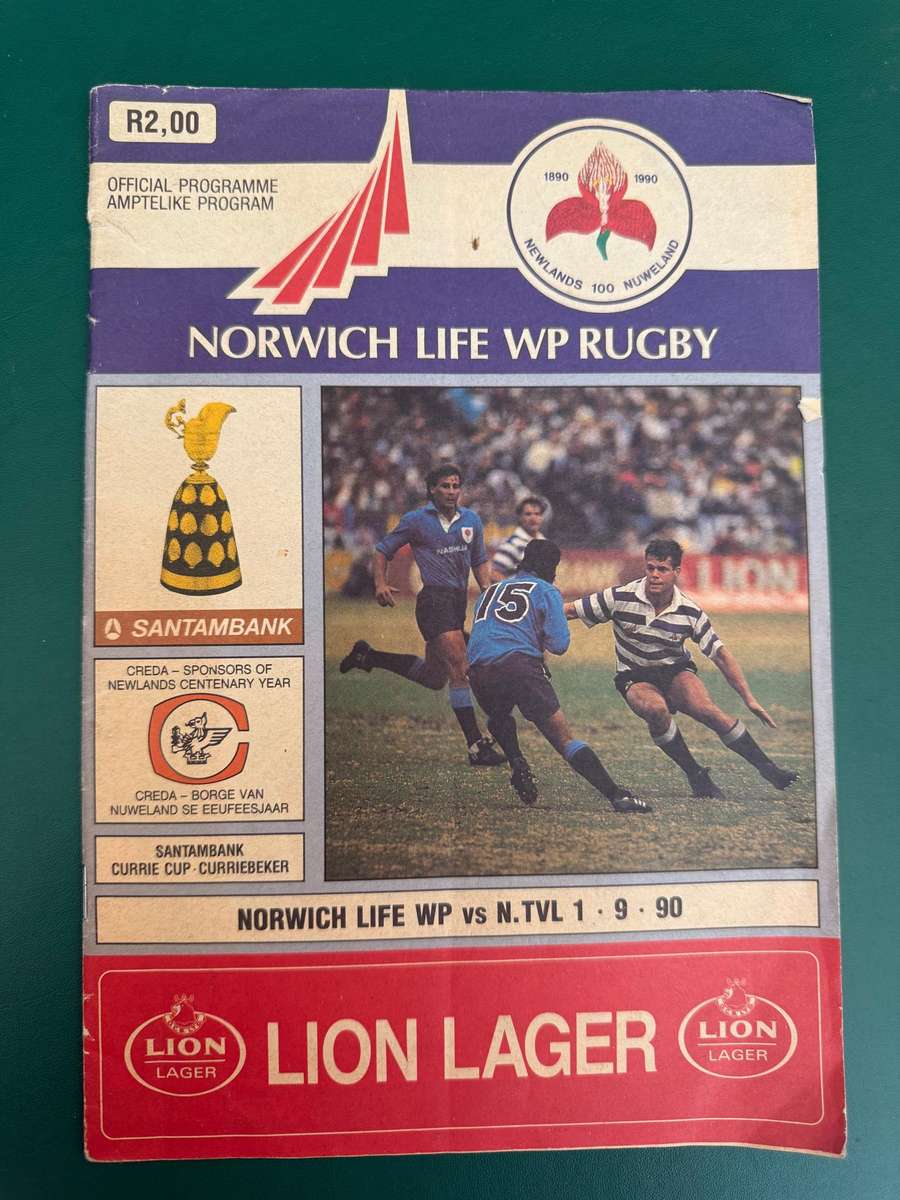 R2,00
OFFICIAL PROGRAMME
AMPTELIKE PROGRAM
1890 1990
NEWLANDS 100 NUWELAND
NORWICH LIFE WP RUGBY
SANTAMBANK
CREDA – SPONSORS OF
NEWLANDS CENTENARY YEAR
CREDA – BORGE VAN
NUWELAND SE EEUFEESJAAR
SANTAMBANK
CURRIE CUP · CURRIEBEKER
NASHUA
15
LION
NORWICH LIFE WP vs N.TVL 1 · 9 · 90
LION
LAGER
LION LAGER
LION
LAGER